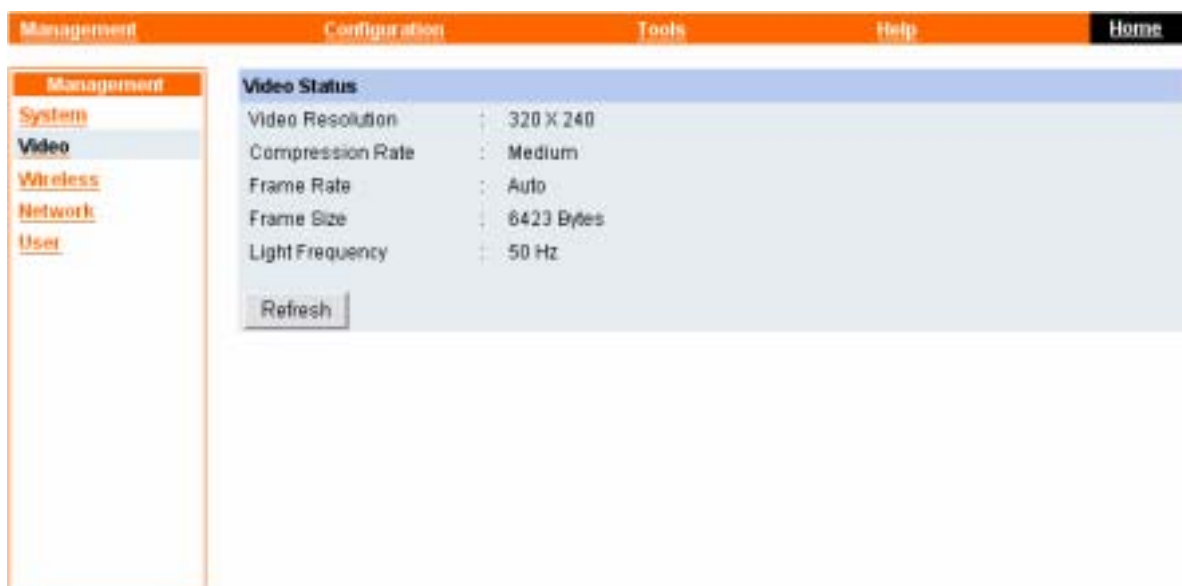 Management Configuration Tools Help Home
Management
System
Video
Wireless
Network
User
Video Status
Video Resolution : 320 X 240
Compression Rate : Medium
Frame Rate : Auto
Frame Size : 6423 Bytes
Light Frequency : 50 Hz
Refresh